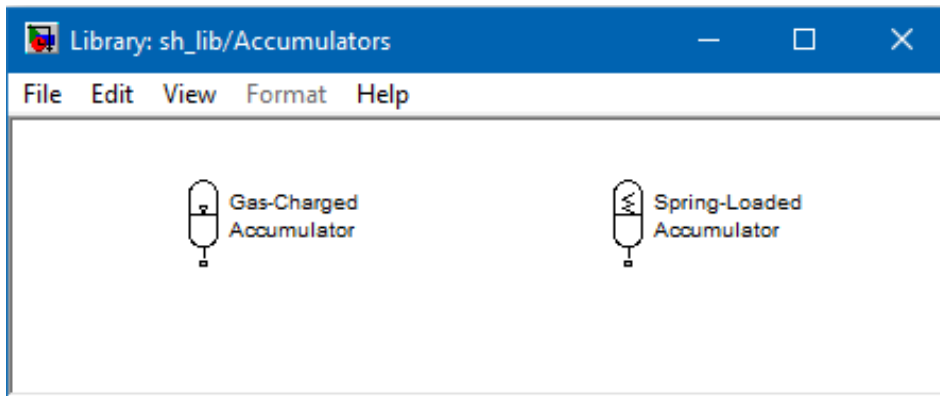 Library: sh_lib/Accumulators
File Edit View Format Help
Gas-Charged
Accumulator
Spring-Loaded
Accumulator